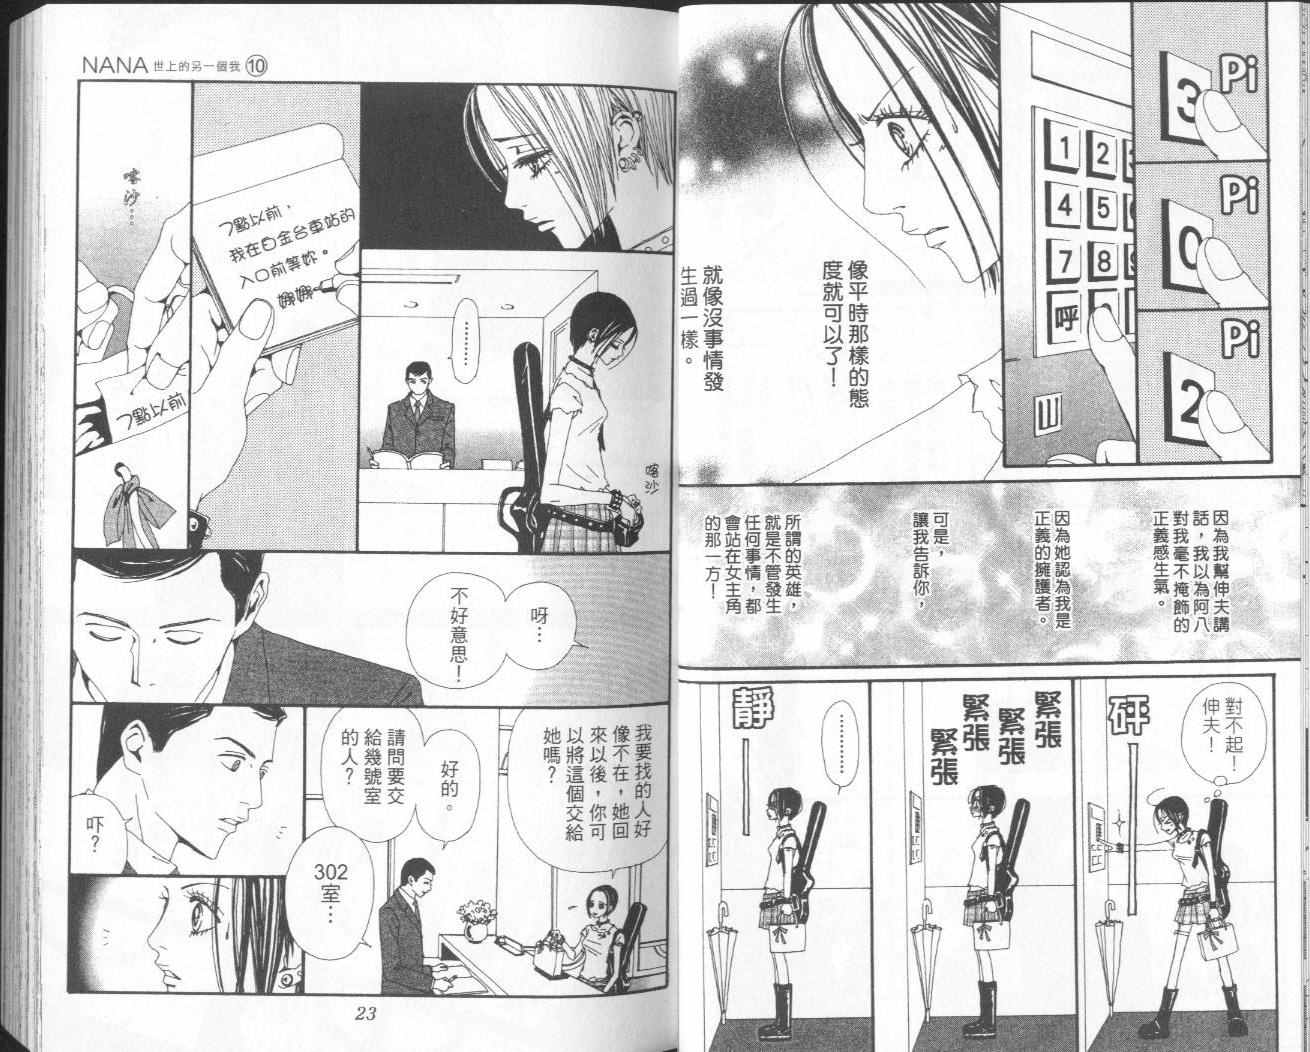 3
Pi
0
Pi
2
Pi
1
2
3
4
5
6
7
8
9
呼
像平時那樣的態
度就可以了！
就像沒事情發
生過一樣。
因為我幫伸夫講
話，我以為阿八
對我毫不掩飾的
正義感生氣。
因為她認為我是
正義的擁護者。
可是，
讓我告訴你，
所謂的英雄，
就是不管發生
任何事情，都
會站在女主角
的那一方！
對不起！
伸夫！
砰
緊張
緊張
緊張
緊張
………
靜
NANA 世上的另一個我 ⑩
7點以前，
我在白金台車站的
入口前等妳。
娜娜
喀沙…
7點以前
………
喀沙
呀…
不好意思！
我要找的人好
像不在，她回
來以後，你可
以將這個交給
她嗎？
好的。
請問要交
給幾號室
的人？
302
室…
吓？
23